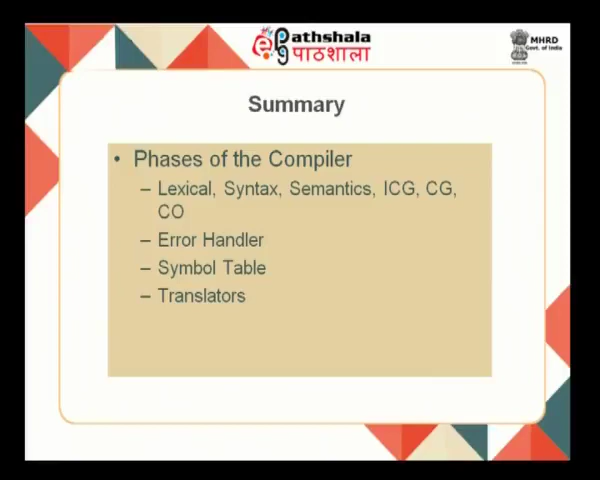 ePathshala
पाठशाला
MHRD
Govt. of India
Summary
• Phases of the Compiler
– Lexical, Syntax, Semantics, ICG, CG,
CO
– Error Handler
– Symbol Table
– Translators